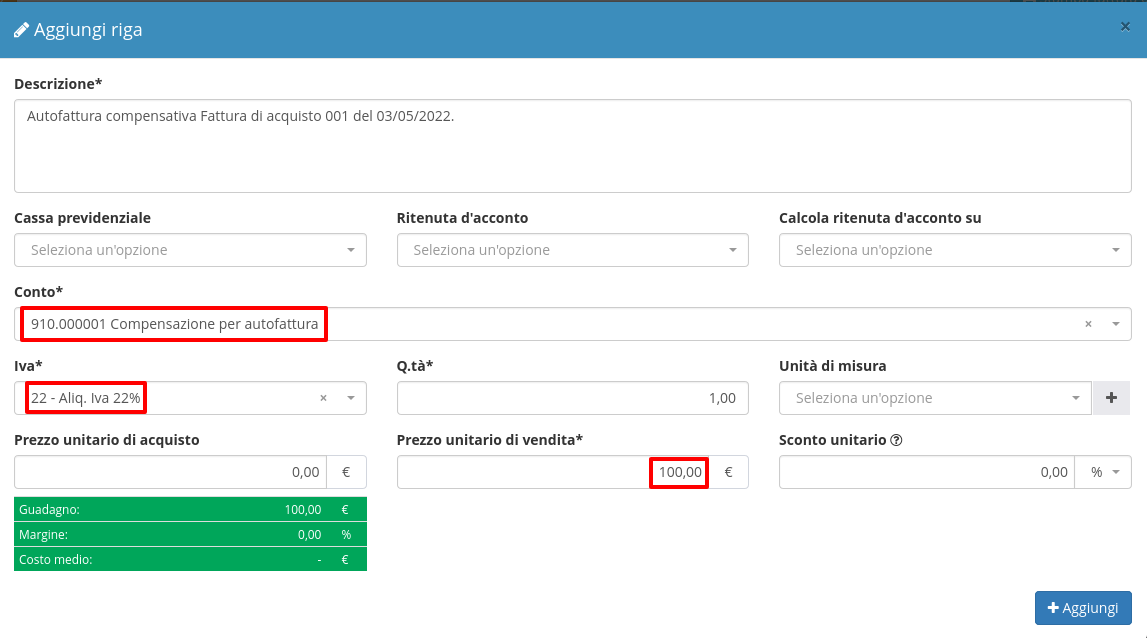 Aggiungi riga ×
Descrizione*
Autofattura compensativa Fattura di acquisto 001 del 03/05/2022.
Cassa previdenziale Ritenuta d'acconto Calcola ritenuta d'acconto su
Seleziona un'opzione Seleziona un'opzione Seleziona un'opzione
Conto*
910.000001 Compensazione per autofattura ×
Iva* Q.tà* Unità di misura
22 - Aliq. Iva 22% × 1,00 Seleziona un'opzione +
Prezzo unitario di acquisto Prezzo unitario di vendita* Sconto unitario ?
0,00 € 100,00 € 0,00 %
Guadagno: 100,00 €
Margine: 0,00 %
Costo medio: - €
+ Aggiungi